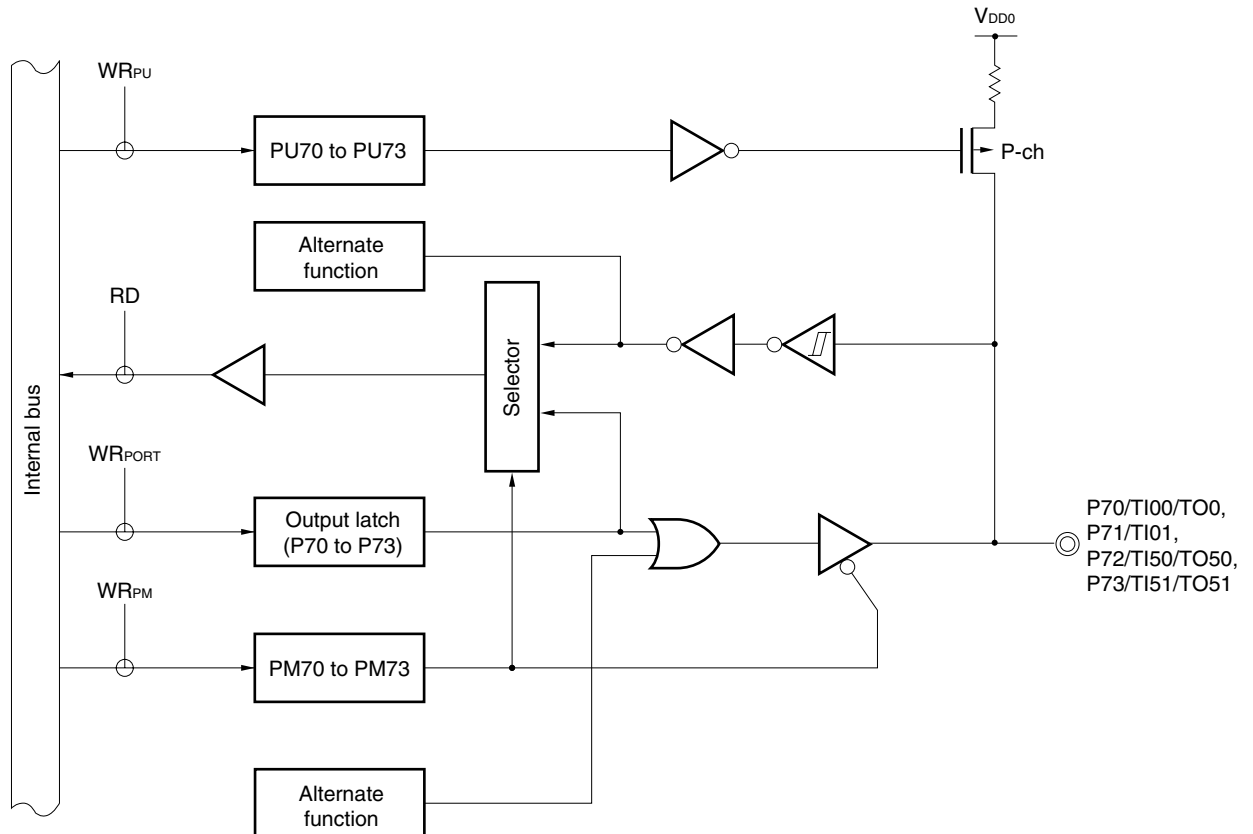 VDD0
WRPU
PU70 to PU73
P-ch
Alternate
function
RD
Selector
Internal bus
WRPORT
Output latch
(P70 to P73)
P70/TI00/TO0,
P71/TI01,
P72/TI50/TO50,
P73/TI51/TO51
WRPM
PM70 to PM73
Alternate
function